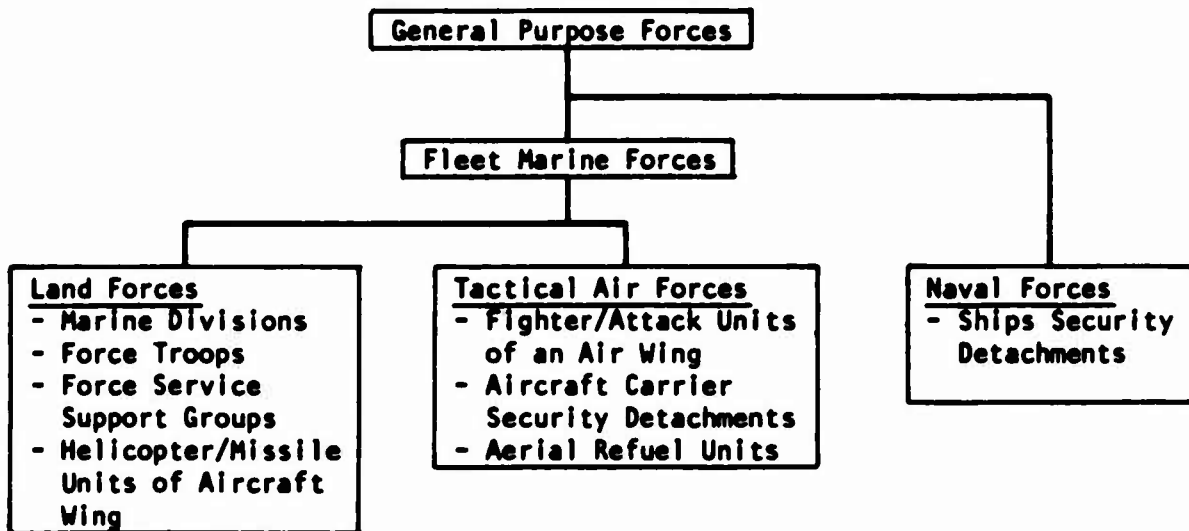 General Purpose Forces
Fleet Marine Forces
Land Forces
- Marine Divisions
- Force Troops
- Force Service
Support Groups
- Helicopter/Missile
Units of Aircraft
Wing
Tactical Air Forces
- Fighter/Attack Units
of an Air Wing
- Aircraft Carrier
Security Detachments
- Aerial Refuel Units
Naval Forces
- Ships Security
Detachments